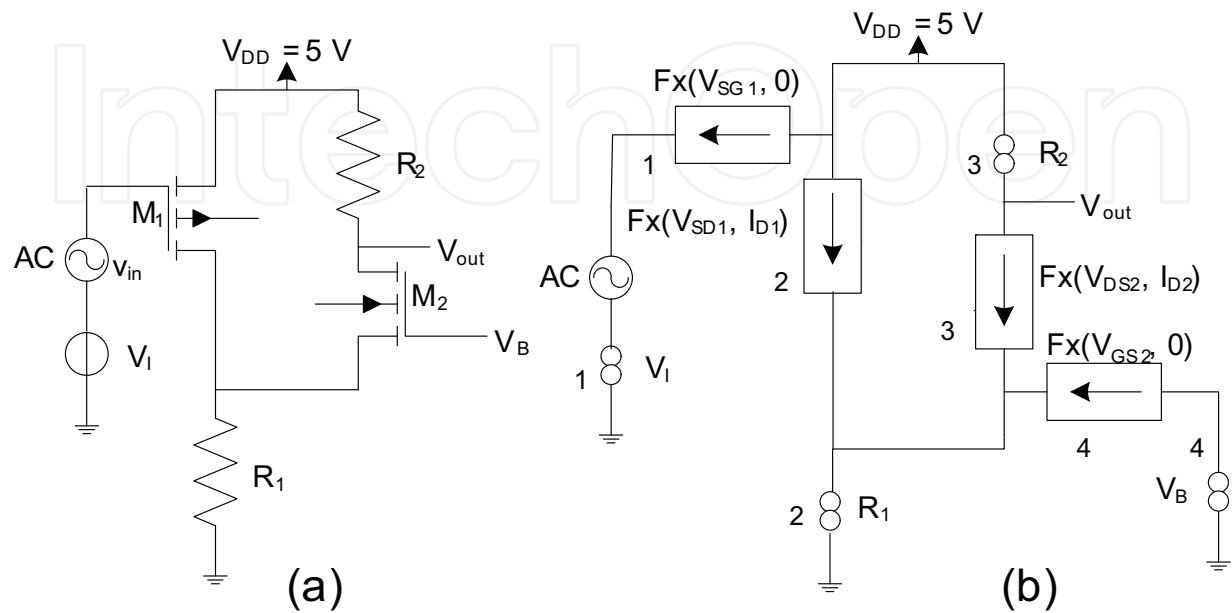 IntechOpen
V_DD = 5 V
R_2
M_1
AC
v_in
V_out
M_2
V_B
V_I
R_1
(a)
V_DD = 5 V
Fx(V_SG1, 0)
1
3
R_2
V_out
Fx(V_SD1, I_D1)
AC
2
Fx(V_DS2, I_D2)
3
Fx(V_GS2, 0)
1
V_I
4
4
2
R_1
V_B
(b)